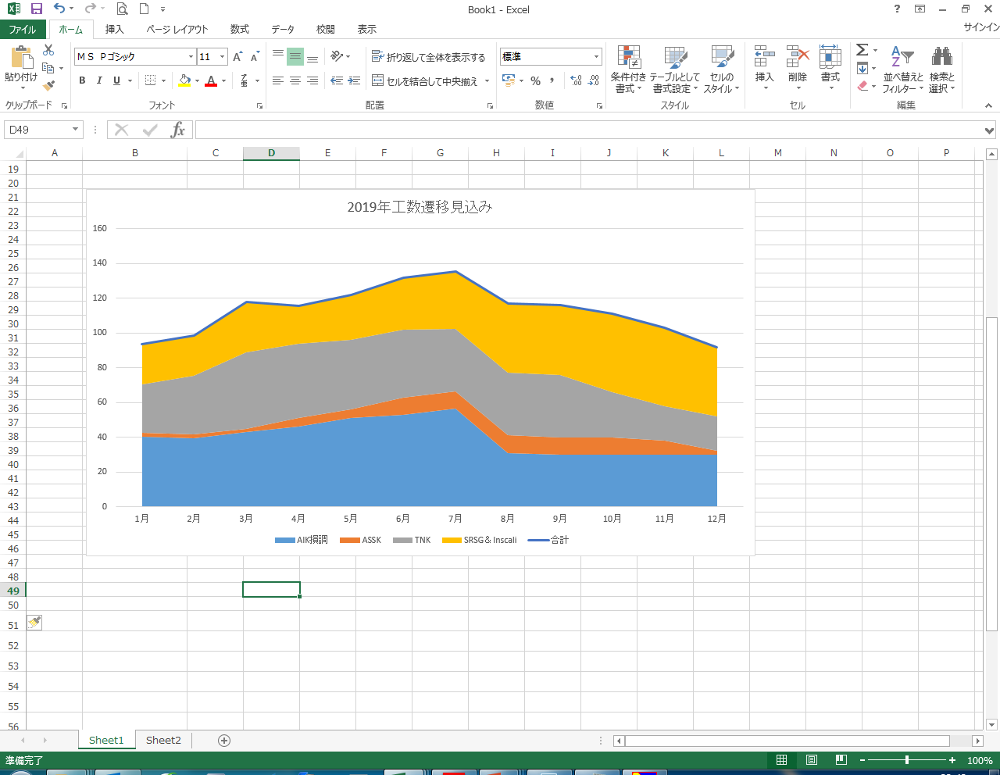 Book1 - Excel
ファイル ホーム 挿入 ページ レイアウト 数式 データ 校閲 表示 サインイン
貼り付け
ＭＳ Ｐゴシック 11
B I U A
折り返して全体を表示する
セルを結合して中央揃え
標準
% ,
条件付き書式
テーブルとして書式設定
セルのスタイル
挿入 削除 書式
並べ替えとフィルター
検索と選択
クリップボード フォント 配置 数値 スタイル セル 編集
D49 fx
A B C D E F G H I J K L M N O P
19
20
21
22
23
24
25
26
27
28
29
30
31
32
33
34
35
36
37
38
39
40
41
42
43
44
45
46
47
48
49
50
51
52
53
54
55
56
2019年工数遷移見込み
160
140
120
100
80
60
40
20
0
1月 2月 3月 4月 5月 6月 7月 8月 9月 10月 11月 12月
AIK損調 ASSK TNK SRSG& Inscali 合計
Sheet1 Sheet2
準備完了 100%